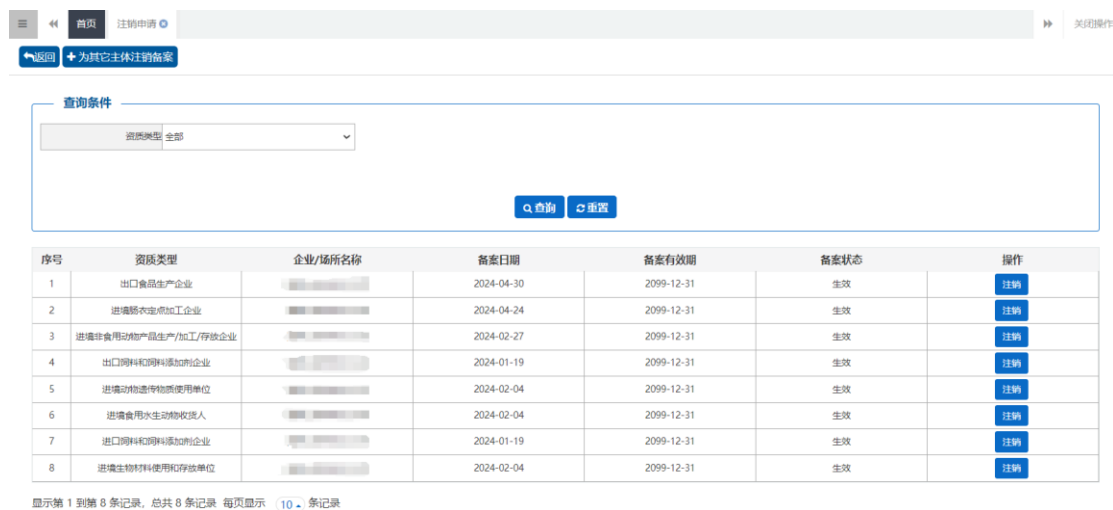 首页 注销申请 关闭操作
返回 + 为其它主体注销备案
查询条件
资质类型 全部
查询 重置
序号 资质类型 企业/场所名称 备案日期 备案有效期 备案状态 操作
1 出口食品生产企业 2024-04-30 2099-12-31 生效 注销
2 进境肠衣定点加工企业 2024-04-24 2099-12-31 生效 注销
3 进境非食用动物产品生产/加工/存放企业 2024-02-27 2099-12-31 生效 注销
4 出口饲料和饲料添加剂企业 2024-01-19 2099-12-31 生效 注销
5 进境动物遗传物质使用单位 2024-02-04 2099-12-31 生效 注销
6 进境食用水生动物收货人 2024-02-04 2099-12-31 生效 注销
7 进口饲料和饲料添加剂企业 2024-01-19 2099-12-31 生效 注销
8 进境生物材料使用和存放单位 2024-02-04 2099-12-31 生效 注销
显示第 1 到第 8 条记录, 总共 8 条记录 每页显示 10 条记录